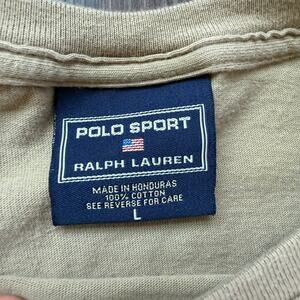 POLO SPORT
RALPH LAUREN
MADE IN HONDURAS
100% COTTON
SEE REVERSE FOR CARE
L